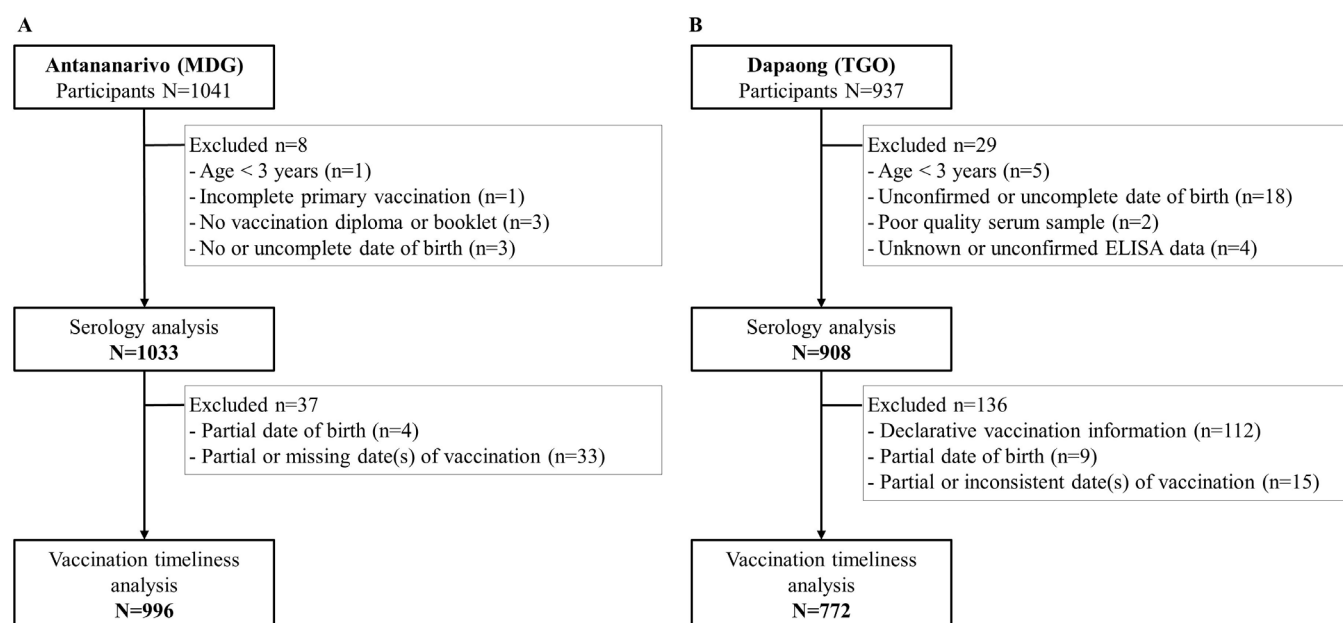 A
Antananarivo (MDG)
Participants N=1041
Excluded n=8
- Age < 3 years (n=1)
- Incomplete primary vaccination (n=1)
- No vaccination diploma or booklet (n=3)
- No or uncomplete date of birth (n=3)
Serology analysis
N=1033
Excluded n=37
- Partial date of birth (n=4)
- Partial or missing date(s) of vaccination (n=33)
Vaccination timeliness
analysis
N=996
B
Dapaong (TGO)
Participants N=937
Excluded n=29
- Age < 3 years (n=5)
- Unconfirmed or uncomplete date of birth (n=18)
- Poor quality serum sample (n=2)
- Unknown or unconfirmed ELISA data (n=4)
Serology analysis
N=908
Excluded n=136
- Declarative vaccination information (n=112)
- Partial date of birth (n=9)
- Partial or inconsistent date(s) of vaccination (n=15)
Vaccination timeliness
analysis
N=772